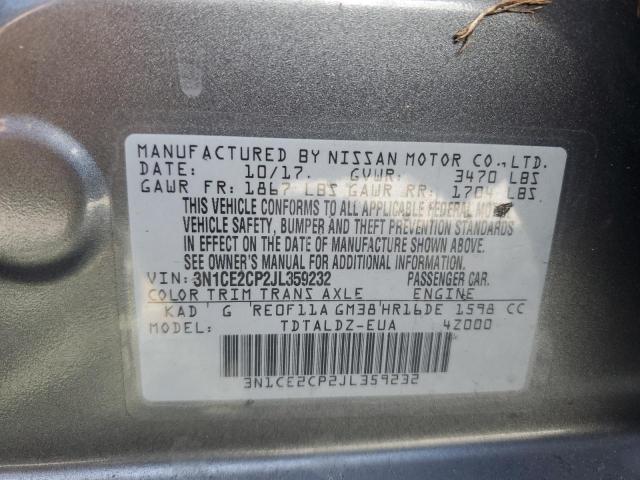 MANUFACTURED BY NISSAN MOTOR CO., LTD.
DATE: 10/17. GVWR: 3470 LBS
GAWR FR: 1867 LBS GAWR RR: 1704 LBS
THIS VEHICLE CONFORMS TO ALL APPLICABLE FEDERAL
VEHICLE SAFETY, BUMPER AND THEFT PREVENTION STANDARDS
IN EFFECT ON THE DATE OF MANUFACTURE SHOWN ABOVE.
SEE OWNER'S MANUAL FOR ADDITIONAL INFORMATION.
VIN: 3N1CE2CP2JL359232 PASSENGER CAR.
COLOR TRIM TRANS AXLE ENGINE
KAD G RE0F11A GM38 HR16DE 1598 CC
MODEL: TDTALDZ-EUA 4Z000
3N1CE2CP2JL359232